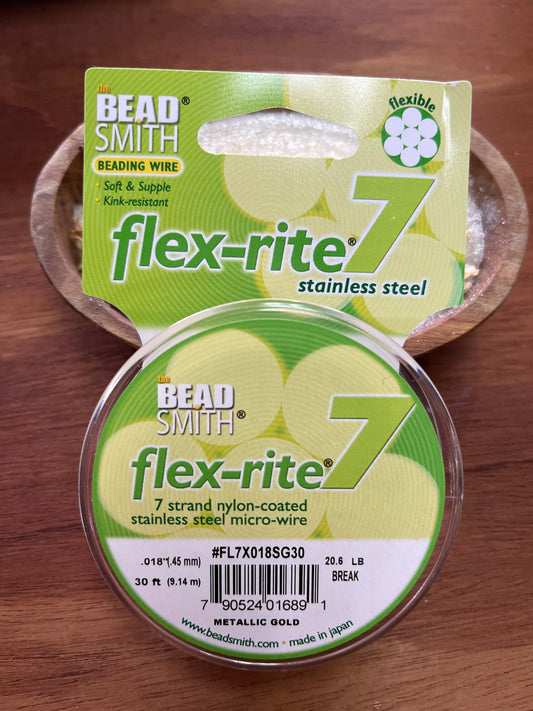 the
BEAD®
SMITH
BEADING WIRE
• Soft & Supple
• Kink-resistant
flexible
flex-rite® 7
stainless steel
the
BEAD
SMITH®
flex-rite® 7
7 strand nylon-coated
stainless steel micro-wire
#FL7X018SG30
.018"(.45 mm)
20.6 LB
30 ft (9.14 m)
BREAK
7 90524 01689 1
METALLIC GOLD
www.beadsmith.com • made in japan